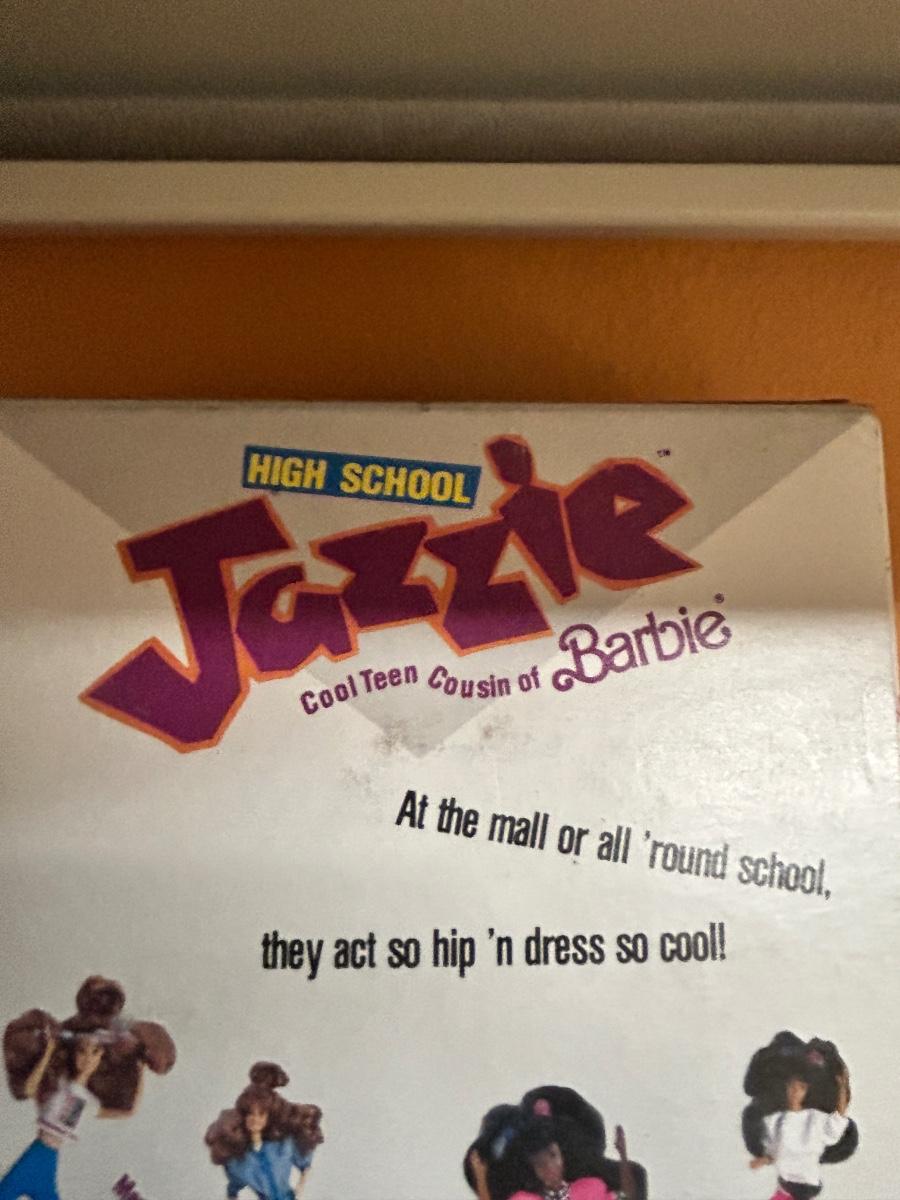 HIGH SCHOOL
Jazzie™
Cool Teen Cousin of Barbie®
At the mall or all 'round school,
they act so hip 'n dress so cool!